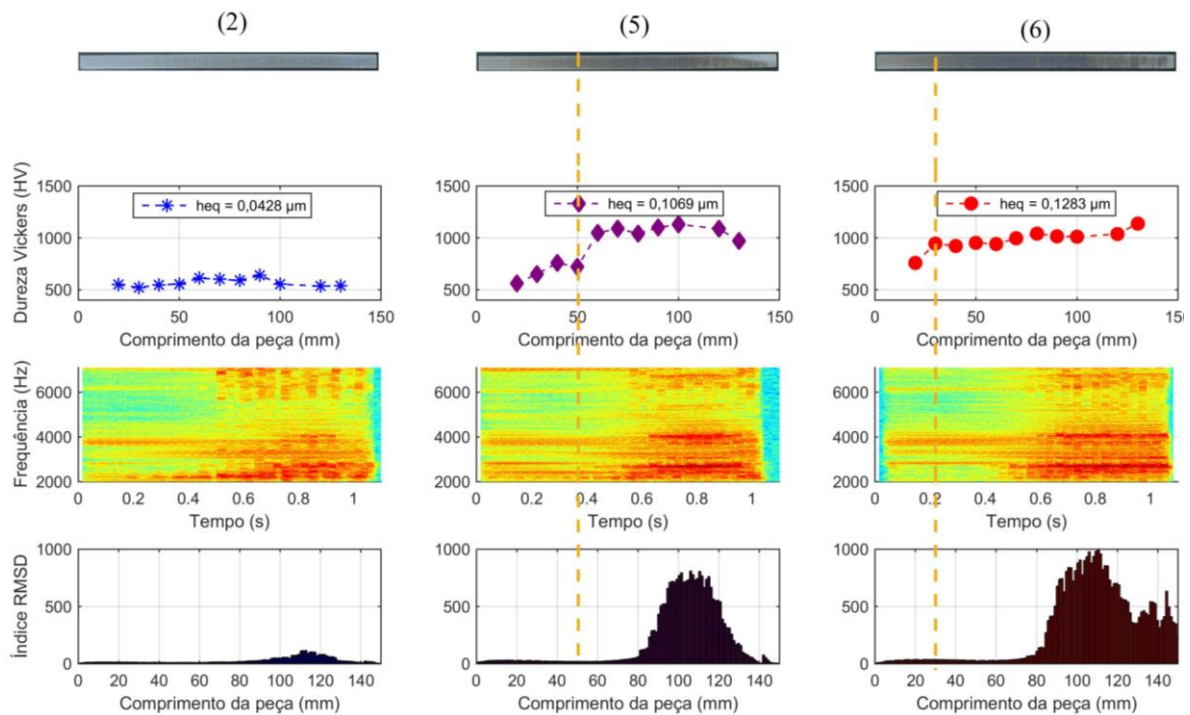 (2) (5) (6)
Dureza Vickers (HV)
1500
1000
500
heq = 0,0428 µm
0 50 100 150
Comprimento da peça (mm)
1500
1000
500
heq = 0,1069 µm
0 50 100 150
Comprimento da peça (mm)
1500
1000
500
heq = 0,1283 µm
0 50 100 150
Comprimento da peça (mm)
Frequência (Hz)
6000
4000
2000
0 0.2 0.4 0.6 0.8 1
Tempo (s)
6000
4000
2000
0 0.2 0.4 0.6 0.8 1
Tempo (s)
6000
4000
2000
0 0.2 0.4 0.6 0.8 1
Tempo (s)
Índice RMSD
1000
500
0
0 20 40 60 80 100 120 140
Comprimento da peça (mm)
1000
500
0
0 20 40 60 80 100 120 140
Comprimento da peça (mm)
1000
500
0
0 20 40 60 80 100 120 140
Comprimento da peça (mm)